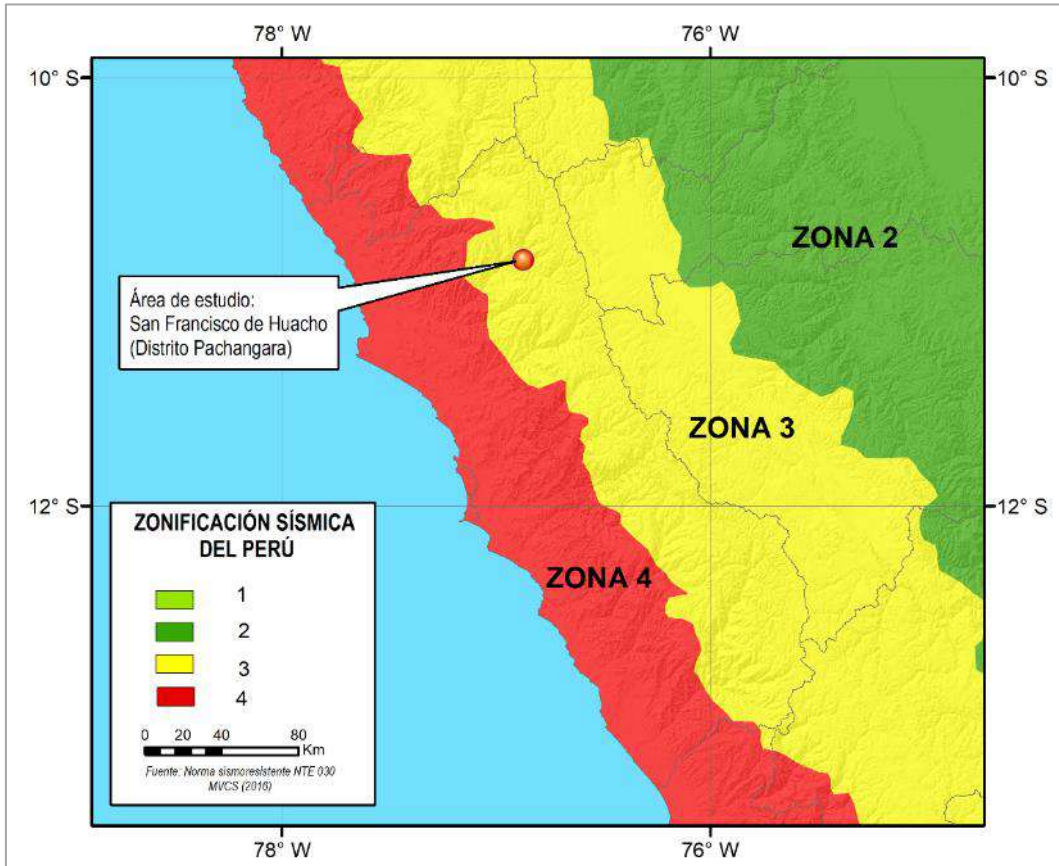 78° W
76° W
10° S
10° S
ZONA 2
Área de estudio:
San Francisco de Huacho
(Distrito Pachangara)
ZONA 3
12° S
12° S
ZONIFICACIÓN SÍSMICA
DEL PERÚ
ZONA 4
1
2
3
4
0 20 40 80
Km
Fuente: Norma sismoresistente NTE 030
MVCS (2016)
78° W
76° W